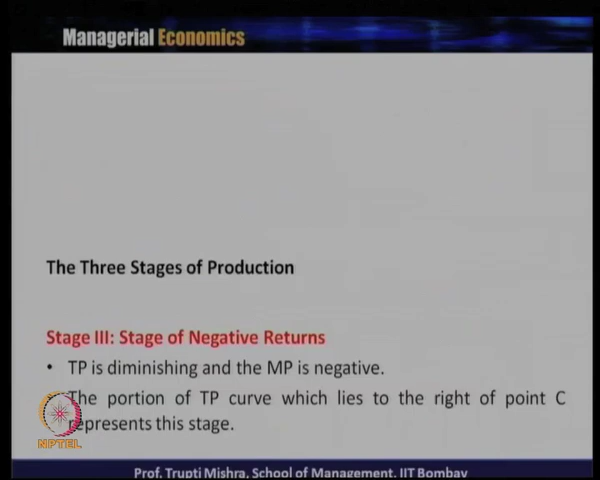 Managerial Economics
The Three Stages of Production
Stage III: Stage of Negative Returns
• TP is diminishing and the MP is negative.
The portion of TP curve which lies to the right of point C
represents this stage.
NPTEL
Prof. Trupti Mishra, School of Management, IIT Bombay